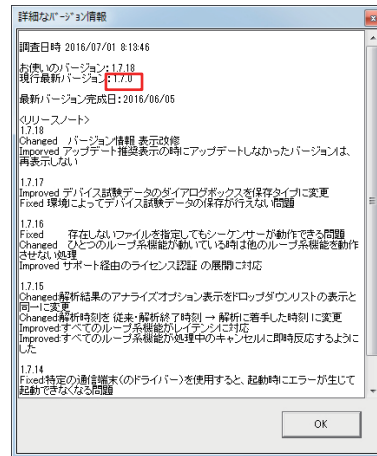 詳細なバージョン情報
調査日時 2016/07/01 8:13:46
お使いのバージョン:1.7.18
現行最新バージョン:1.7.0
最新バージョン完成日:2016/06/05
<リリースノート>
1.7.18
Changed バージョン情報 表示改修
Imporved アップデート推奨表示の時にアップデートしなかったバージョンは、
再表示しない
1.7.17
Improved デバイス試験データのダイアログボックスを保存タイプに変更
Fixed 環境によってデバイス試験データの保存が行えない問題
1.7.16
Fixed 存在しないファイルを指定してもシーケンサーが動作できる問題
Changed ひとつのループ系機能が動いている時は他のループ系機能を動作
させない処理
Improved サポート経由のライセンス認証 の展開に対応
1.7.15
Changed解析結果のアナライズオプション表示をドロップダウンリストの表示と
同一に変更
Changed解析時刻を 従来・解析終了時刻 → 解析に着手した時刻 に変更
Improvedすべてのループ系機能がレイテンシに対応
Improvedすべてのループ系機能が処理中のキャンセルに即時反応するように
した
1.7.14
Fixed:特定の通信端末(のドライバー)を使用すると、起動時にエラーが生じて
起動できなくなる問題
OK